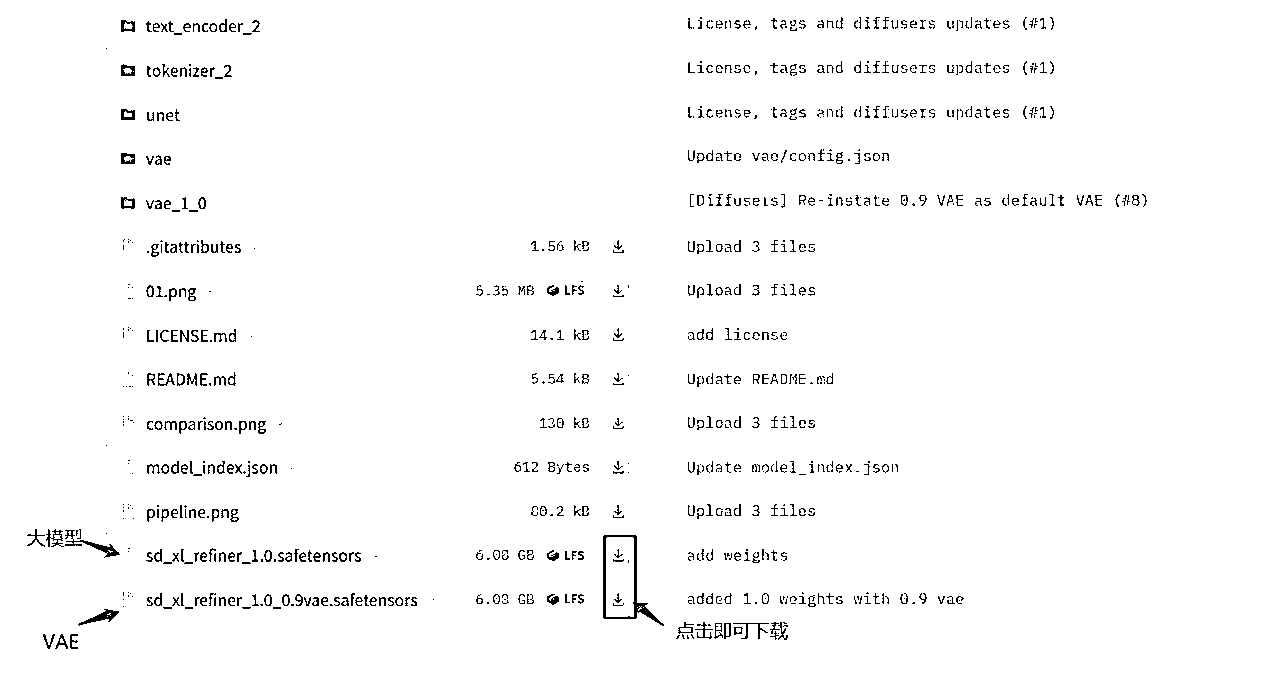 text_encoder_2 License, tags and diffusers updates (#1)
tokenizer_2 License, tags and diffusers updates (#1)
unet License, tags and diffusers updates (#1)
vae Update vae/config.json
vae_1_0 [Diffusers] Re-instate 0.9 VAE as default VAE (#8)
.gitattributes 1.56 kB Upload 3 files
01.png 5.35 MB LFS Upload 3 files
LICENSE.md 14.1 kB add license
README.md 5.54 kB Update README.md
comparison.png 130 kB Upload 3 files
model_index.json 612 Bytes Update model_index.json
pipeline.png 80.2 kB Upload 3 files
大模型
sd_xl_refiner_1.0.safetensors 6.08 GB LFS add weights
sd_xl_refiner_1.0_0.9vae.safetensors 6.08 GB LFS added 1.0 weights with 0.9 vae
VAE
点击即可下载